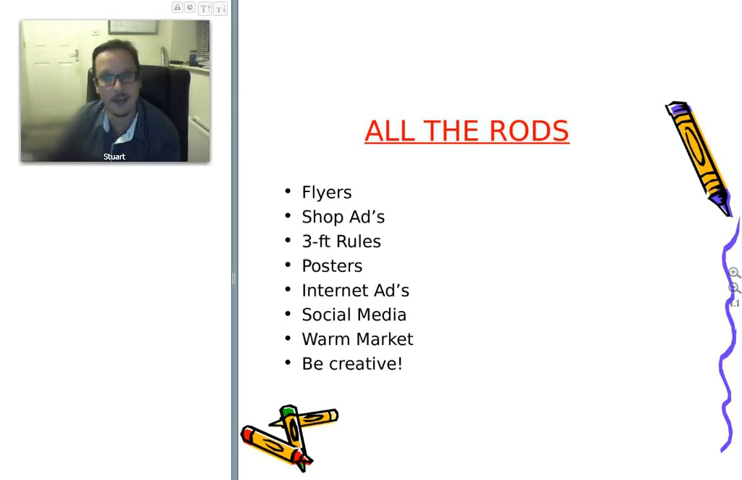 Stuart
ALL THE RODS
• Flyers
• Shop Ad’s
• 3-ft Rules
• Posters
• Internet Ad’s
• Social Media
• Warm Market
• Be creative!